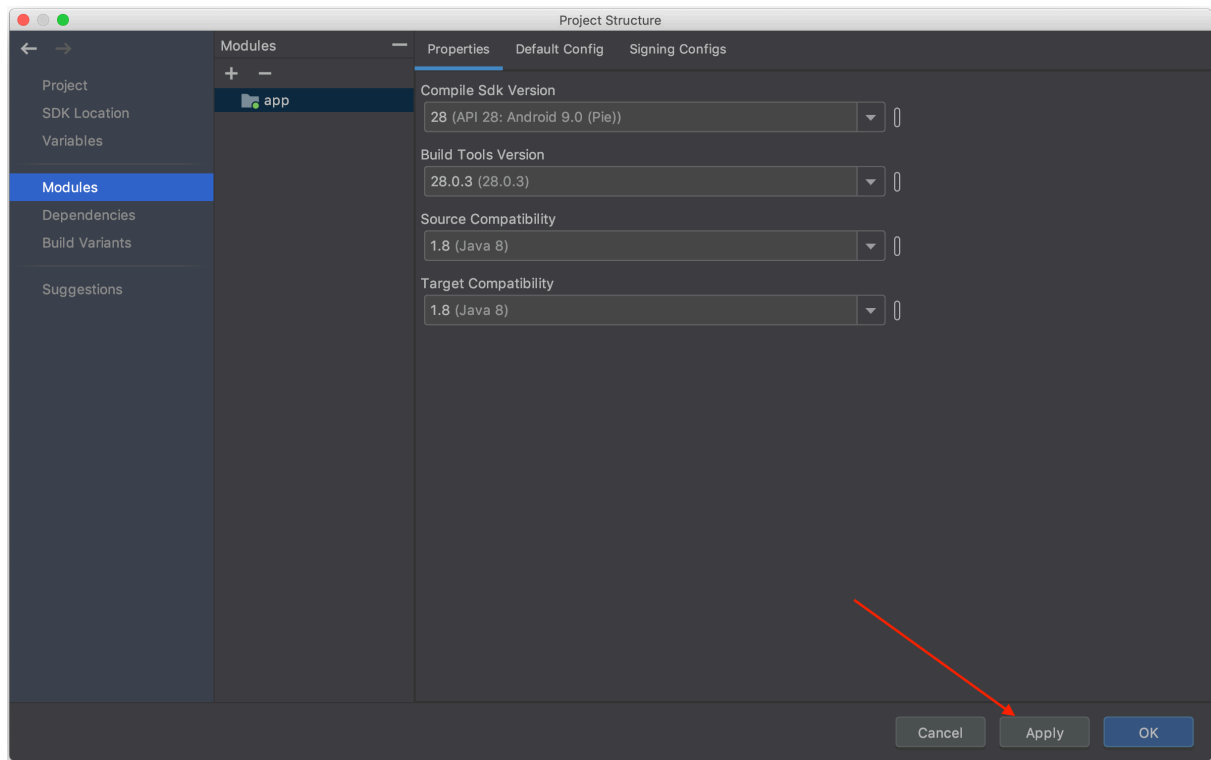 Project Structure
Project
SDK Location
Variables
Modules
Dependencies
Build Variants
Suggestions
Modules
app
Properties Default Config Signing Configs
Compile Sdk Version
28 (API 28: Android 9.0 (Pie))
Build Tools Version
28.0.3 (28.0.3)
Source Compatibility
1.8 (Java 8)
Target Compatibility
1.8 (Java 8)
Cancel Apply OK